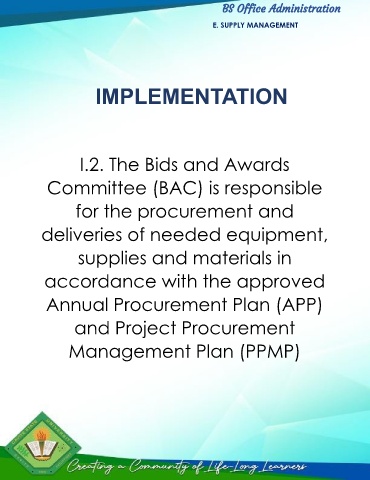 BS Office Administration
E. SUPPLY MANAGEMENT
IMPLEMENTATION
I.2. The Bids and Awards
Committee (BAC) is responsible
for the procurement and
deliveries of needed equipment,
supplies and materials in
accordance with the approved
Annual Procurement Plan (APP)
and Project Procurement
Management Plan (PPMP)
Creating a Community of Life-Long Learners